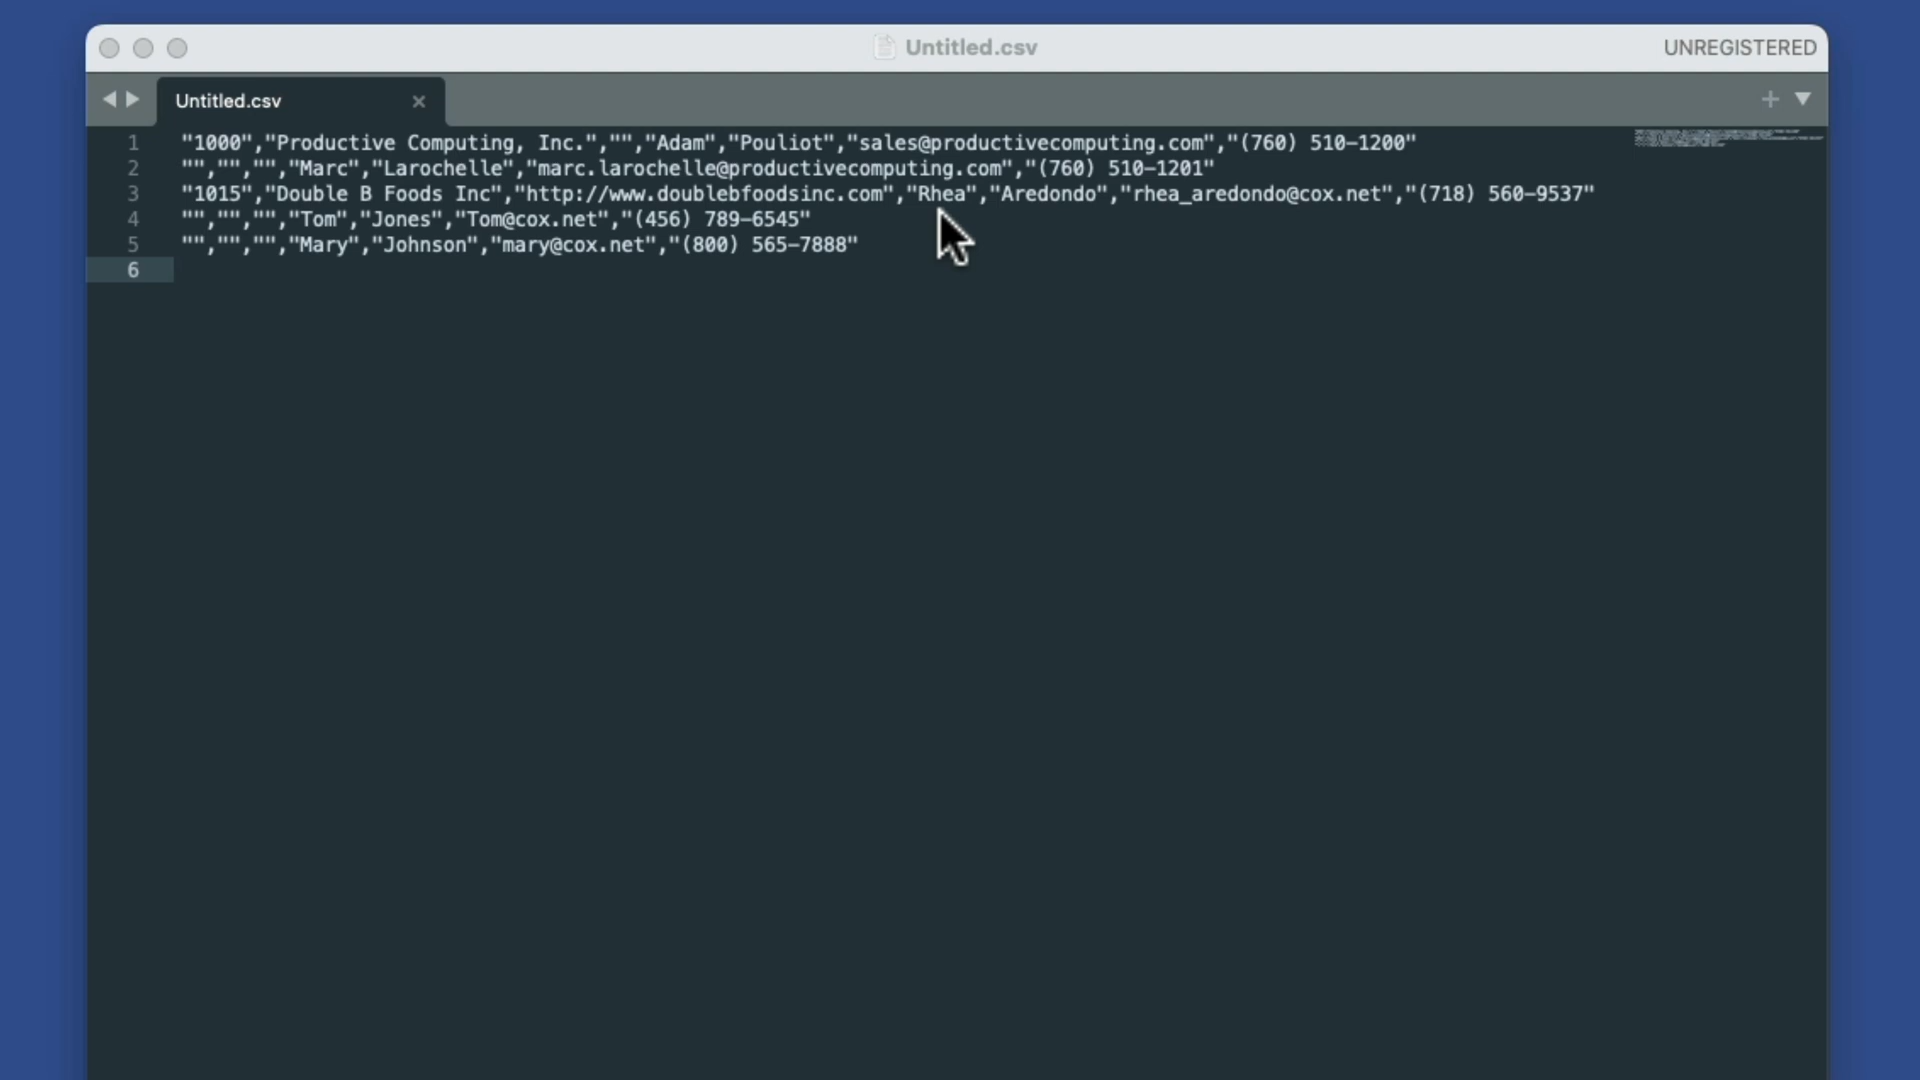 Untitled.csv
UNREGISTERED
Untitled.csv
1 "1000","Productive Computing, Inc.","","Adam","Pouliot","sales@productivecomputing.com","(760) 510-1200"
2 "","","","Marc","Larochelle","marc.larochelle@productivecomputing.com","(760) 510-1201"
3 "1015","Double B Foods Inc","http://www.doublebfoodsinc.com","Rhea","Aredondo","rhea_aredondo@cox.net","(718) 560-9537"
4 "","","","Tom","Jones","Tom@cox.net","(456) 789-6545"
5 "","","","Mary","Johnson","mary@cox.net","(800) 565-7888"
6